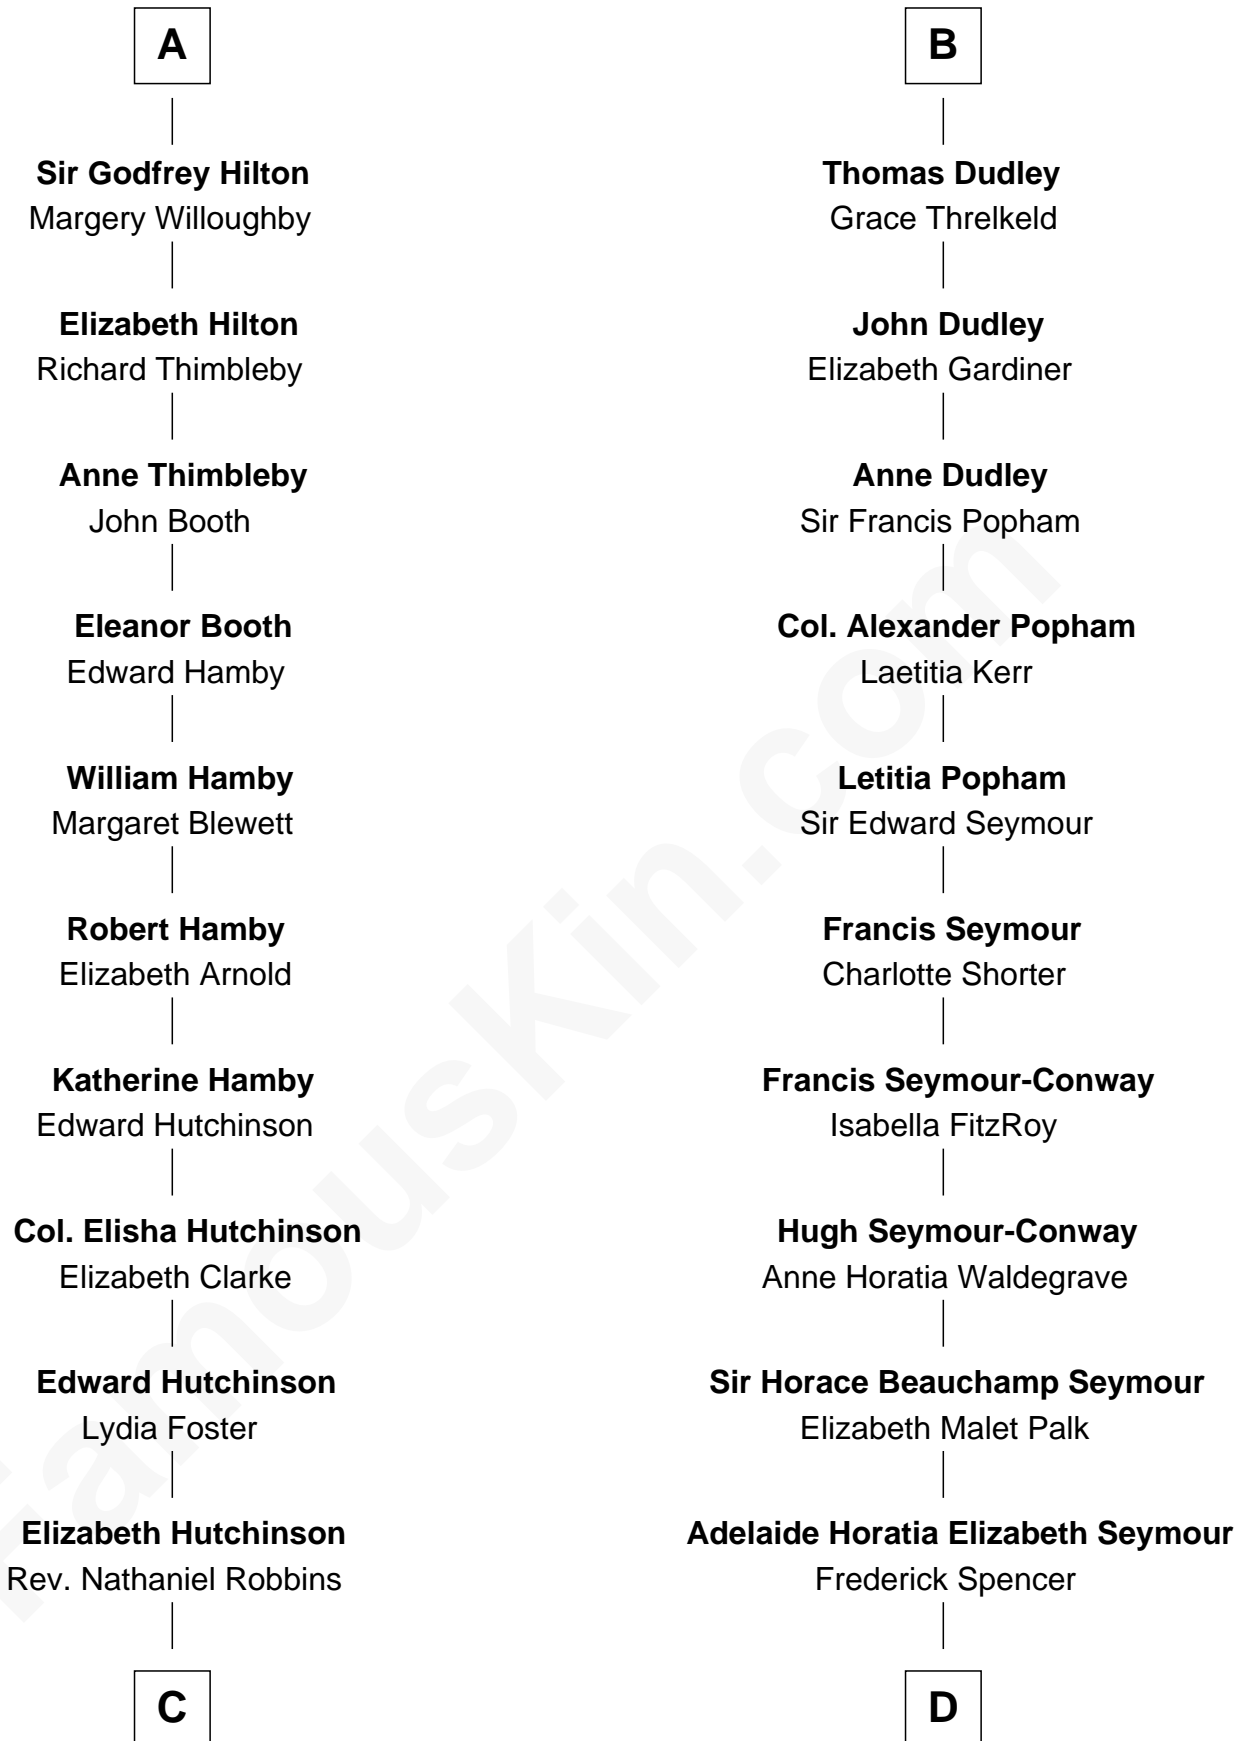 A
Sir Godfrey Hilton
Margery Willoughby
Elizabeth Hilton
Richard Thimbleby
Anne Thimbleby
John Booth
Eleanor Booth
Edward Hamby
William Hamby
Margaret Blewett
Robert Hamby
Elizabeth Arnold
Katherine Hamby
Edward Hutchinson
Col. Elisha Hutchinson
Elizabeth Clarke
Edward Hutchinson
Lydia Foster
Elizabeth Hutchinson
Rev. Nathaniel Robbins
C
B
Thomas Dudley
Grace Threlkeld
John Dudley
Elizabeth Gardiner
Anne Dudley
Sir Francis Popham
Col. Alexander Popham
Laetitia Kerr
Letitia Popham
Sir Edward Seymour
Francis Seymour
Charlotte Shorter
Francis Seymour-Conway
Isabella FitzRoy
Hugh Seymour-Conway
Anne Horatia Waldegrave
Sir Horace Beauchamp Seymour
Elizabeth Malet Palk
Adelaide Horatia Elizabeth Seymour
Frederick Spencer
D
FamousKin.com